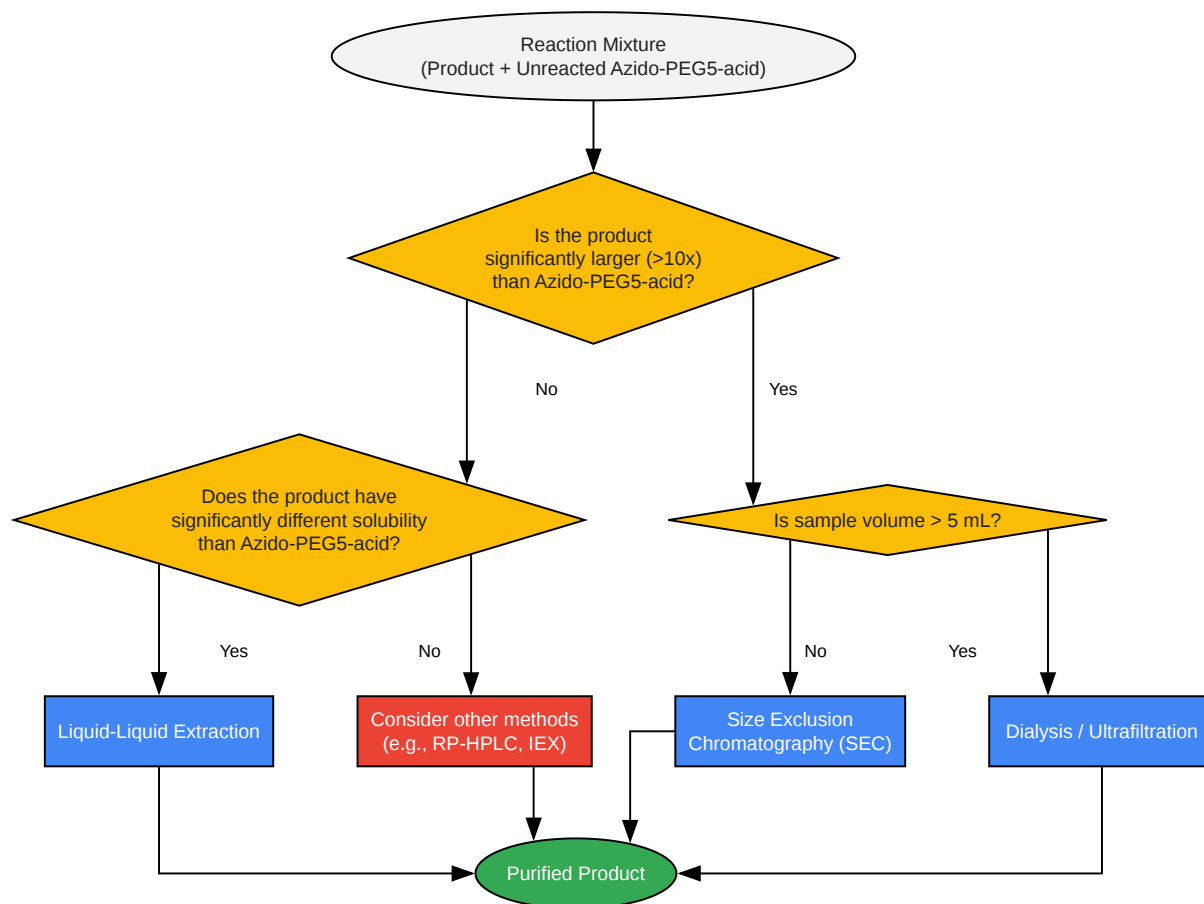 Reaction Mixture
(Product + Unreacted Azido-PEG5-acid)
Is the product
significantly larger (>10x)
than Azido-PEG5-acid?
No
Yes
Does the product have
significantly different solubility
than Azido-PEG5-acid?
Is sample volume > 5 mL?
Yes
No
No
Yes
Liquid-Liquid Extraction
Consider other methods
(e.g., RP-HPLC, IEX)
Size Exclusion
Chromatography (SEC)
Dialysis / Ultrafiltration
Purified Product